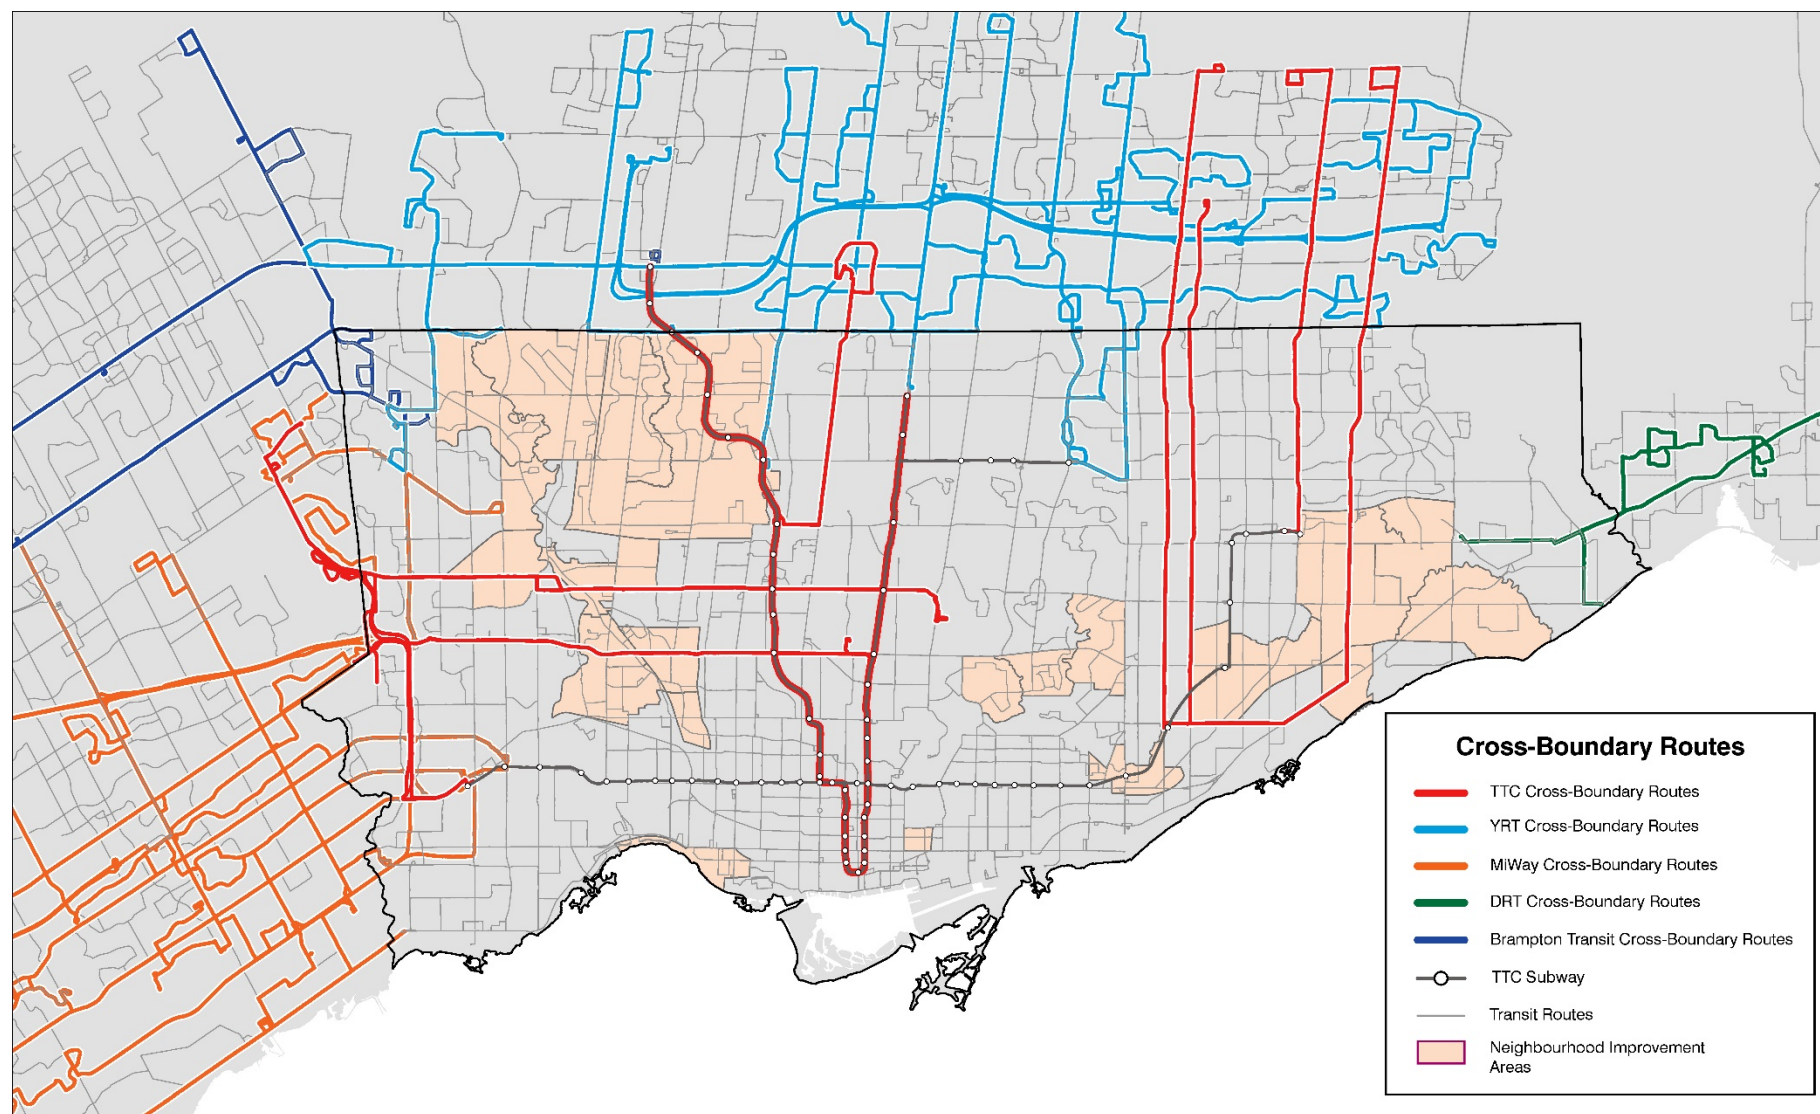 Cross-Boundary Routes
TTC Cross-Boundary Routes
YRT Cross-Boundary Routes
MiWay Cross-Boundary Routes
DRT Cross-Boundary Routes
Brampton Transit Cross-Boundary Routes
TTC Subway
Transit Routes
Neighbourhood Improvement
Areas